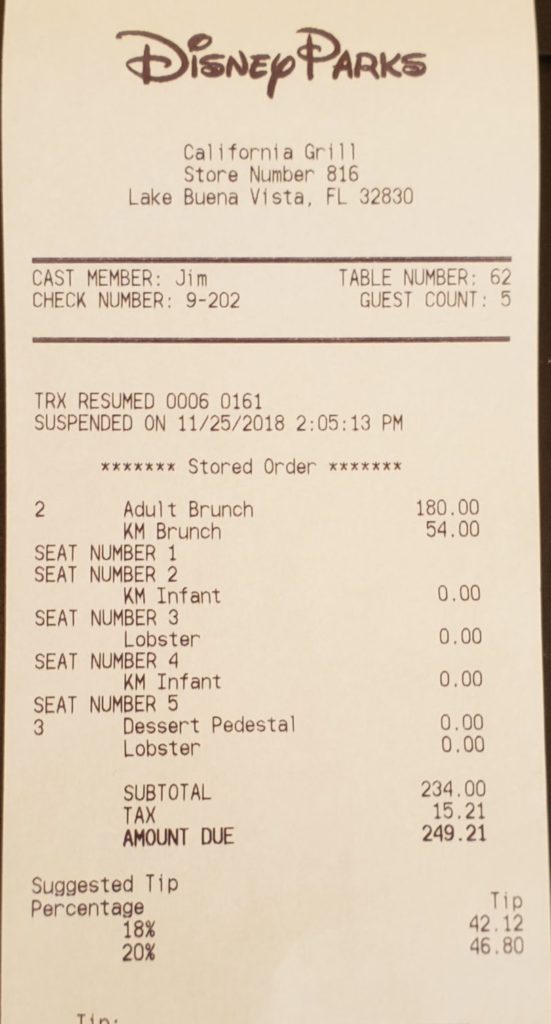 Disney Parks
California Grill
Store Number 816
Lake Buena Vista, FL 32830
CAST MEMBER: Jim TABLE NUMBER: 62
CHECK NUMBER: 9-202 GUEST COUNT: 5
TRX RESUMED 0006 0161
SUSPENDED ON 11/25/2018 2:05:13 PM
******* Stored Order *******
2 Adult Brunch 180.00
KM Brunch 54.00
SEAT NUMBER 1
SEAT NUMBER 2
KM Infant 0.00
SEAT NUMBER 3
Lobster 0.00
SEAT NUMBER 4
KM Infant 0.00
SEAT NUMBER 5
3 Dessert Pedestal 0.00
Lobster 0.00
SUBTOTAL 234.00
TAX 15.21
AMOUNT DUE 249.21
Suggested Tip
Percentage Tip
18% 42.12
20% 46.80
Tip: